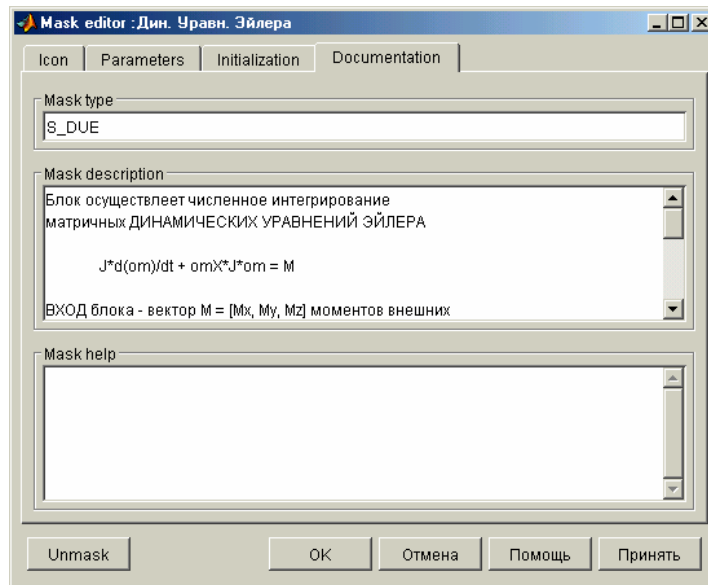 Mask editor :Дин. Уравн. Эйлера
Icon Parameters Initialization Documentation
Mask type
S_DUE
Mask description
Блок осуществлеет численное интегрирование
матричных ДИНАМИЧЕСКИХ УРАВНЕНИЙ ЭЙЛЕРА
J*d(om)/dt + omX*J*om = M
ВХОД блока - вектор M = [Mx, My, Mz] моментов внешних
Mask help
Unmask OK Отмена Помощь Принять